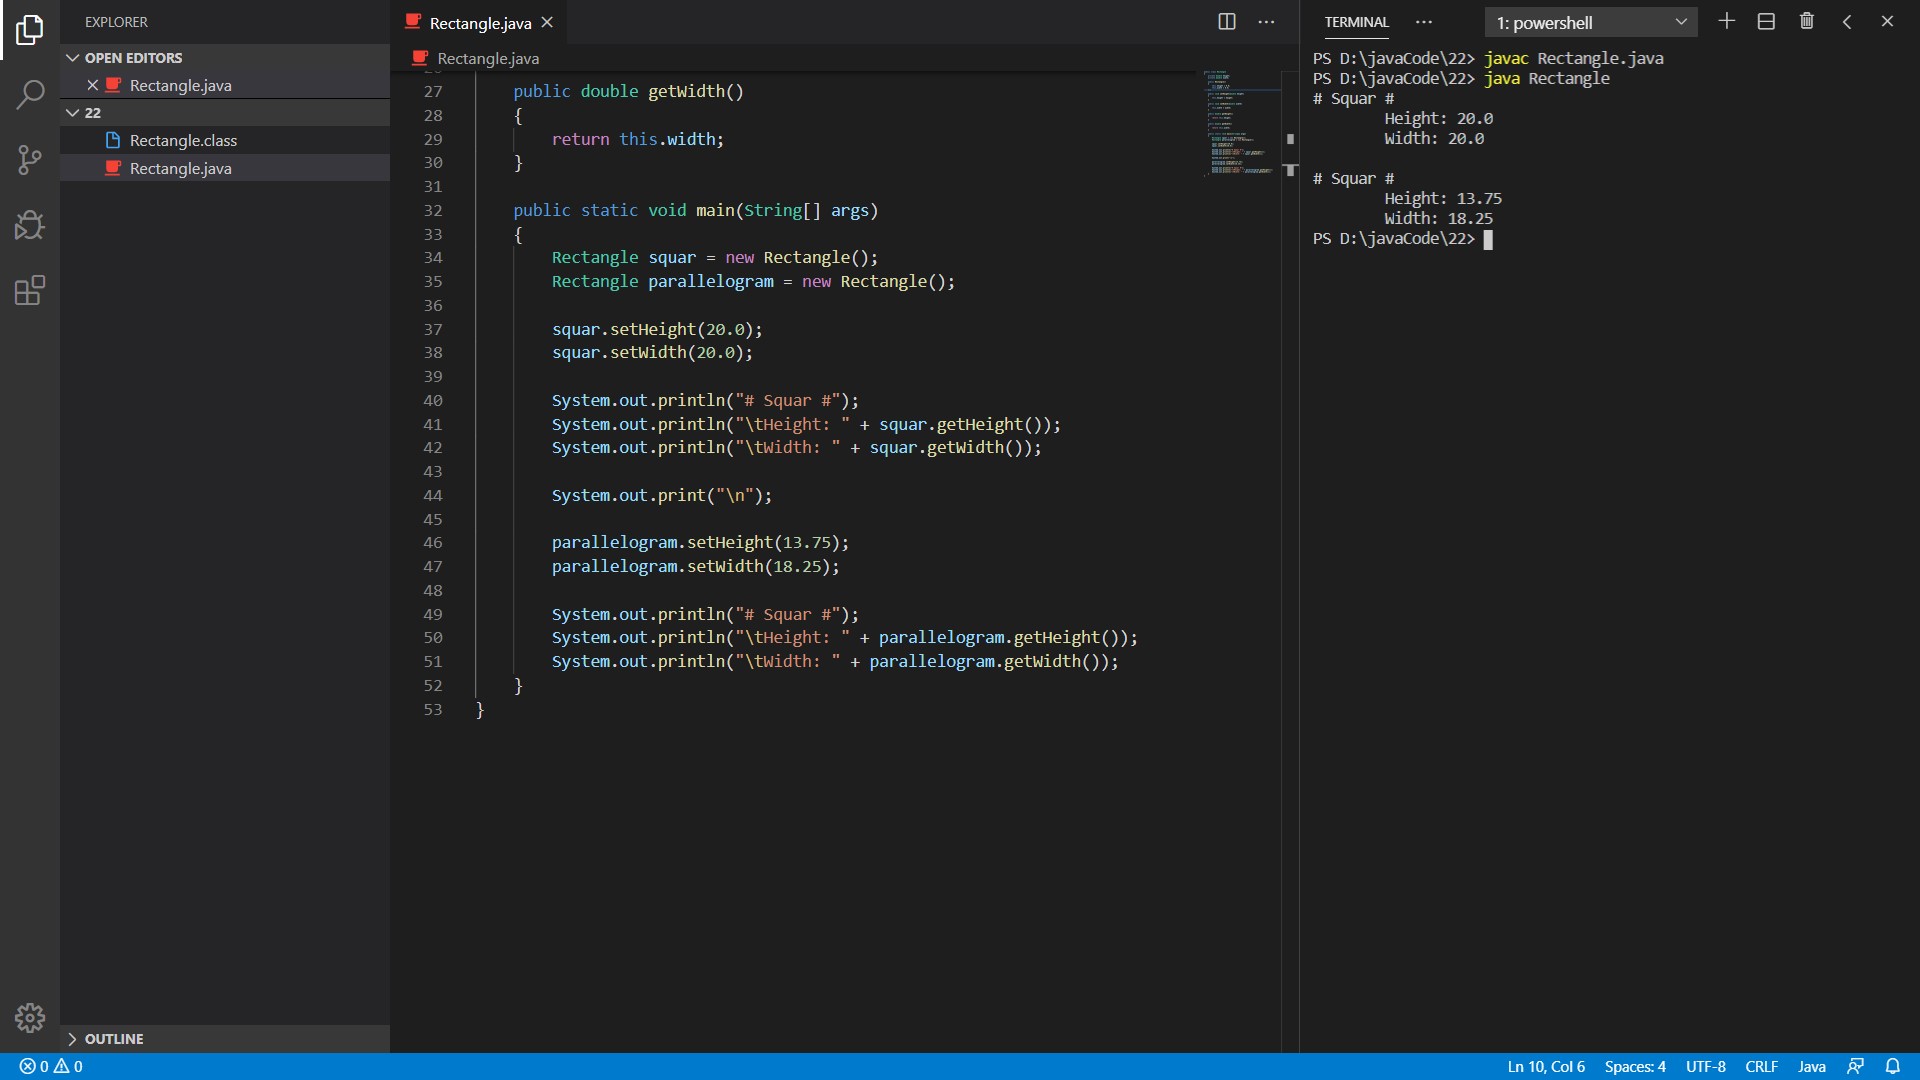 EXPLORER
OPEN EDITORS
Rectangle.java
22
Rectangle.class
Rectangle.java
OUTLINE
Rectangle.java
Rectangle.java
27 public double getWidth()
28 {
29 return this.width;
30 }
31
32 public static void main(String[] args)
33 {
34 Rectangle squar = new Rectangle();
35 Rectangle parallelogram = new Rectangle();
36
37 squar.setHeight(20.0);
38 squar.setWidth(20.0);
39
40 System.out.println("# Squar #");
41 System.out.println("\tHeight: " + squar.getHeight());
42 System.out.println("\tWidth: " + squar.getWidth());
43
44 System.out.print("\n");
45
46 parallelogram.setHeight(13.75);
47 parallelogram.setWidth(18.25);
48
49 System.out.println("# Squar #");
50 System.out.println("\tHeight: " + parallelogram.getHeight());
51 System.out.println("\tWidth: " + parallelogram.getWidth());
52 }
53 }
TERMINAL 1: powershell
PS D:\javaCode\22> javac Rectangle.java
PS D:\javaCode\22> java Rectangle
# Squar #
Height: 20.0
Width: 20.0
# Squar #
Height: 13.75
Width: 18.25
PS D:\javaCode\22>
0 0 Ln 10, Col 6 Spaces: 4 UTF-8 CRLF Java